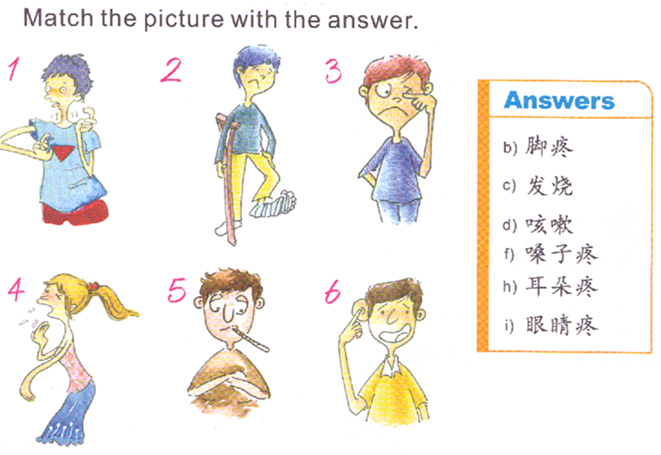 Match the picture with the answer.
1
2
3
4
5
6
Answers
b) 脚疼
c) 发烧
d) 咳嗽
f) 嗓子疼
h) 耳朵疼
i) 眼睛疼